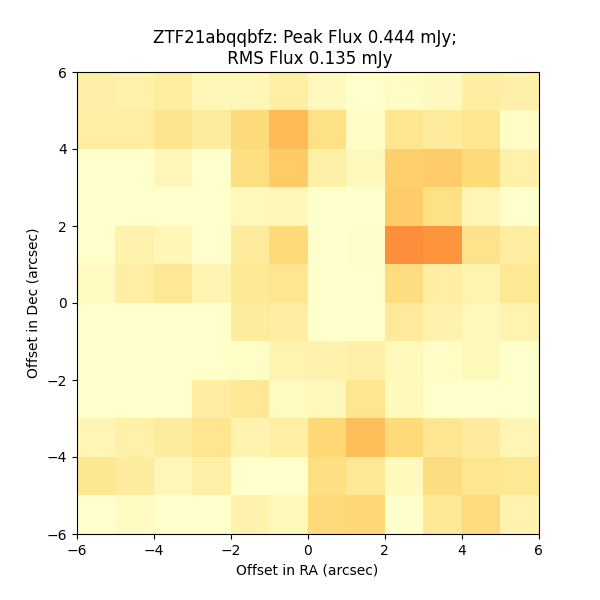 ZTF21abqqbfz: Peak Flux 0.444 mJy;
RMS Flux 0.135 mJy
6
4
2
0
−2
−4
−6
Offset in Dec (arcsec)
−6 −4 −2 0 2 4 6
Offset in RA (arcsec)